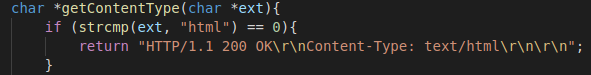 char *getContentType(char *ext){
    if (strcmp(ext, "html") == 0){
        return "HTTP/1.1 200 OK\r\nContent-Type: text/html\r\n\r\n";
    }